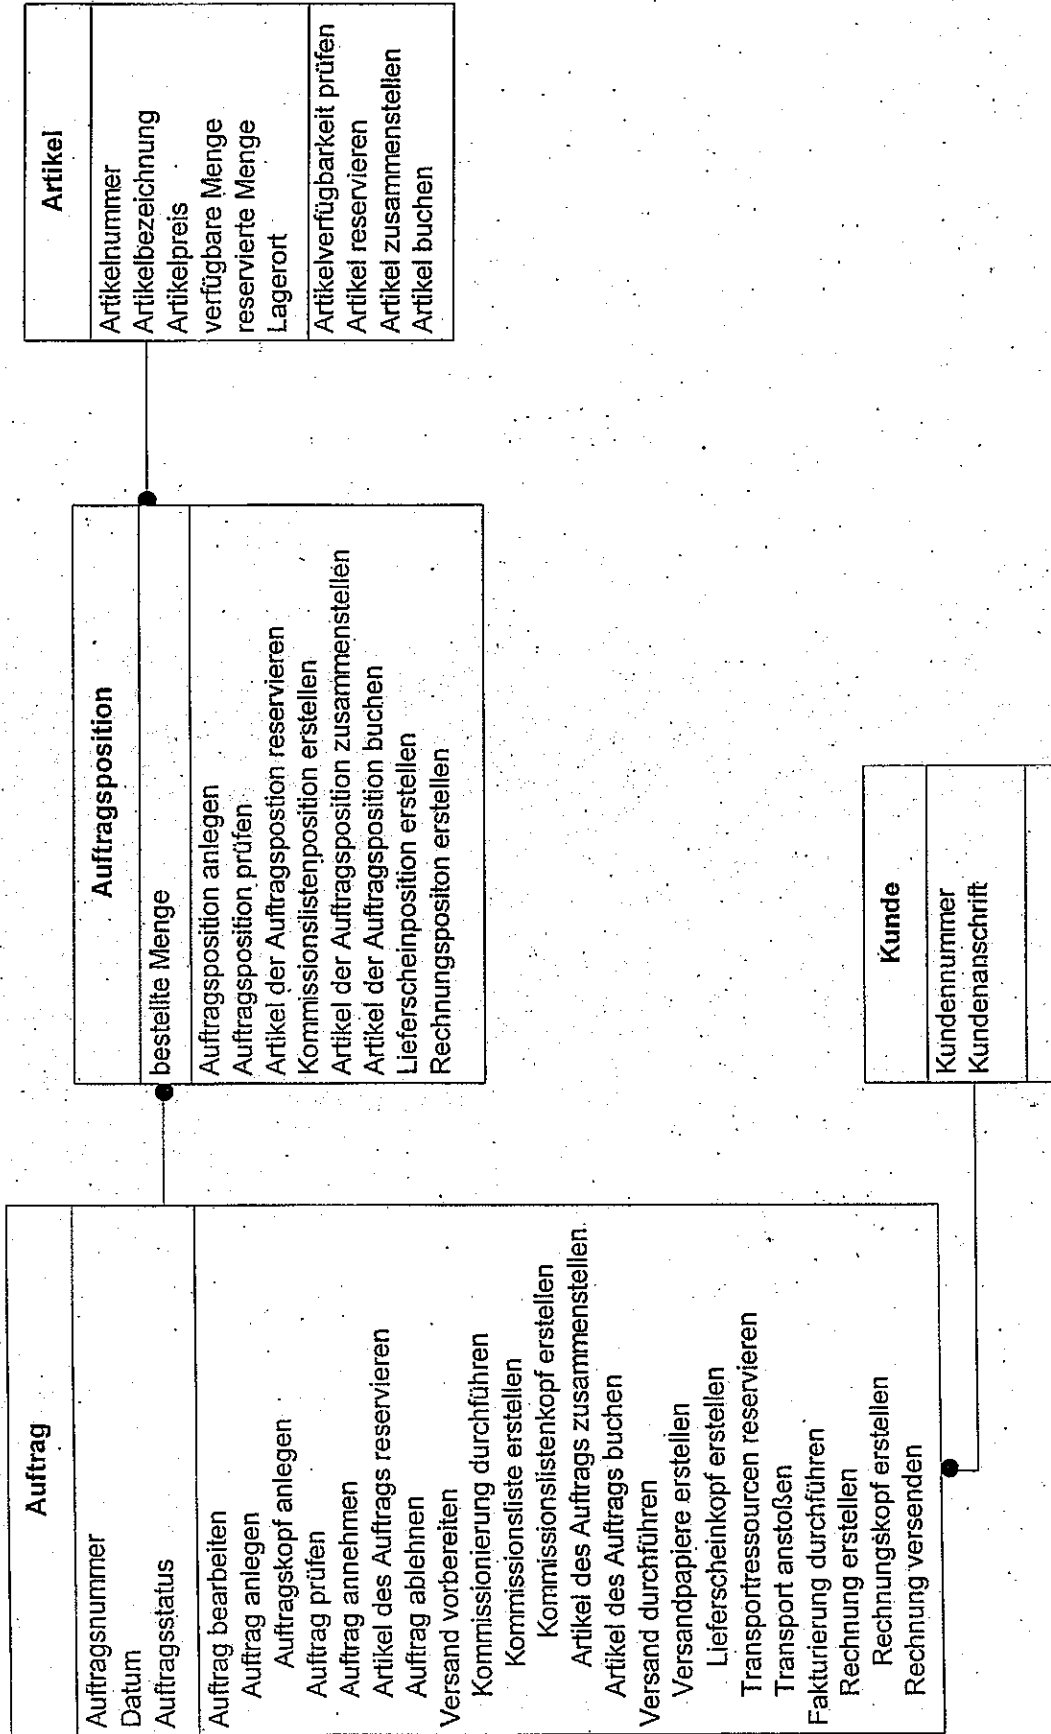 Auftrag
Auftragsnummer
Datum
Auftragsstatus
Auftrag bearbeiten
Auftrag anlegen
Auftragskopf anlegen
Auftrag prüfen
Auftrag annehmen
Artikel des Auftrags reservieren
Auftrag ablehnen
Versand vorbereiten
Kommissionierung durchführen
Kommissionsliste erstellen
Kommissionslistenkopf erstellen
Artikel des Auftrags zusammenstellen
Artikel des Auftrags buchen
Versand durchführen
Versandpapiere erstellen
Lieferscheinkopf erstellen
Transportressourcen reservieren
Transport anstoßen
Fakturierung durchführen
Rechnung erstellen
Rechnungskopf erstellen
Rechnung versenden
Auftragsposition
bestellte Menge
Auftragsposition anlegen
Auftragsposition prüfen
Artikel der Auftragspostion reservieren
Kommissionslistenposition erstellen
Artikel der Auftragsposition zusammenstellen
Artikel der Auftragsposition buchen
Lieferscheinposition erstellen
Rechnungspositon erstellen
Artikel
Artikelnummer
Artikelbezeichnung
Artikelpreis
verfügbare Menge
reservierte Menge
Lagerort
Artikelverfügbarkeit prüfen
Artikel reservieren
Artikel zusammenstellen
Artikel buchen
Kunde
Kundennummer
Kundenanschrift